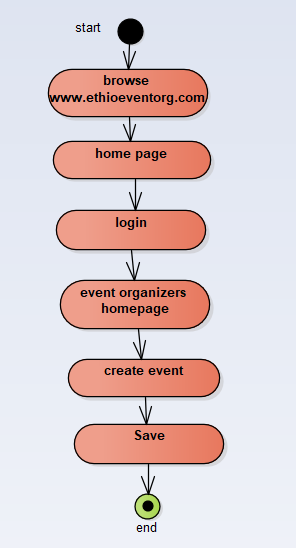 start
browse
www.ethioeventorg.com
home page
login
event organizers
homepage
create event
Save
end